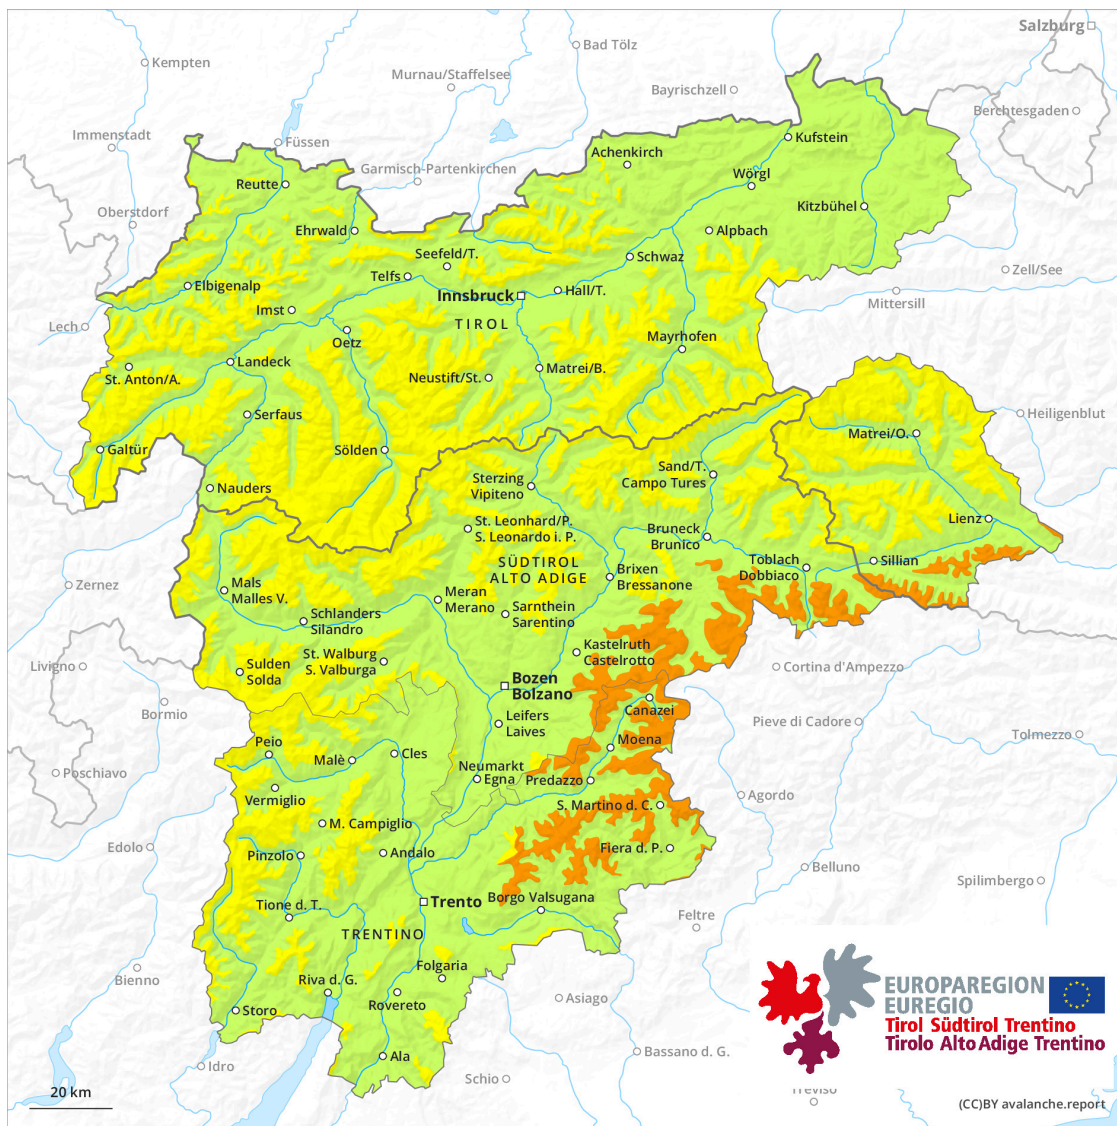 Salzburg
Bad Tölz
Kempten
Murnau/Staffelsee
Bayrischzell
Berchtesgaden
Immenstadt
Füssen
Kufstein
Achenkirch
Garmisch-Partenkirchen
Wörgl
Reutte
Oberstdorf
Kitzbühel
Ehrwald
Alpbach
Seefeld/T.
Schwaz
Zell/See
Telfs
Elbigenalp
Innsbruck
Hall/T.
Mittersill
Imst
Lech
TIROL
Oetz
Mayrhofen
Landeck
Matrei/B.
St. Anton/A.
Neustift/St.
Serfaus
Heiligenblut
Matrei/O.
Galtür
Sölden
Sand/T.
Campo Tures
Sterzing
Vipiteno
Nauders
Lienz
St. Leonhard/P.
S. Leonardo i. P.
Bruneck
Brunico
SÜDTIROL
ALTO ADIGE
Toblach
Dobbiaco
Sillian
Brixen
Bressanone
Zernez
Mals
Malles V.
Meran
Merano
Sarnthein
Sarentino
Schlanders
Silandro
Kastelruth
Castelrotto
St. Walburg
S. Valburga
Livigno
Sulden
Solda
Cortina d'Ampezzo
Bozen
Bolzano
Canazei
Bormio
Leifers
Laives
Pieve di Cadore
Tolmezzo
Moena
Peio
Cles
Malè
Neumarkt
Egna
Predazzo
Poschiavo
Vermiglio
Agordo
S. Martino d. C.
M. Campiglio
Edolo
Pinzolo
Andalo
Fiera d. P.
Belluno
Spilimbergo
Borgo Valsugana
Trento
Tione d. T.
Feltre
TRENTINO
Folgaria
Bienno
Riva d. G.
Rovereto
Asiago
Storo
EUROPAREGION
EUREGIO
Tirol Südtirol Trentino
Tirolo Alto Adige Trentino
Ala
Bassano d. G.
Idro
Schio
20 km
Treviso
(CC)BY avalanche.report